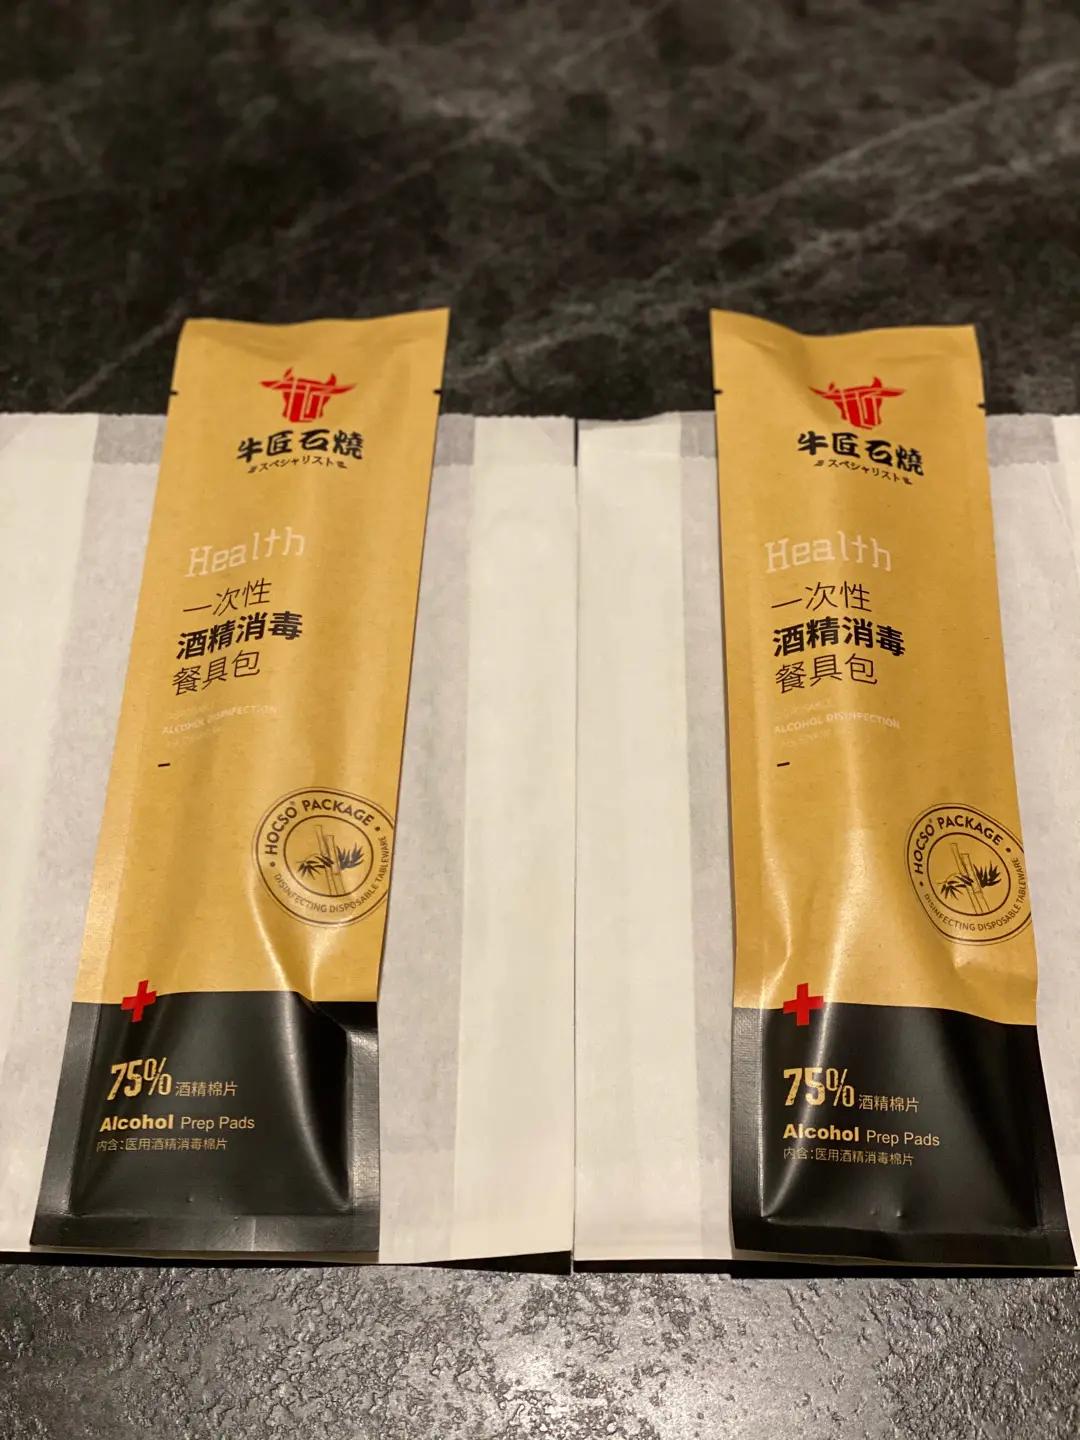 牛匠石燒
スペシャリスト
Health
一次性
酒精消毒
餐具包
ALCOHOL DISINFECTION
HOCSO® PACKAGE
DISINFECTING DISPOSABLE TABLEWARE
75% 酒精棉片
Alcohol Prep Pads
内含:医用酒精消毒棉片
牛匠石燒
スペシャリスト
Health
一次性
酒精消毒
餐具包
ALCOHOL DISINFECTION
HOCSO® PACKAGE
DISINFECTING DISPOSABLE TABLEWARE
75% 酒精棉片
Alcohol Prep Pads
内含:医用酒精消毒棉片